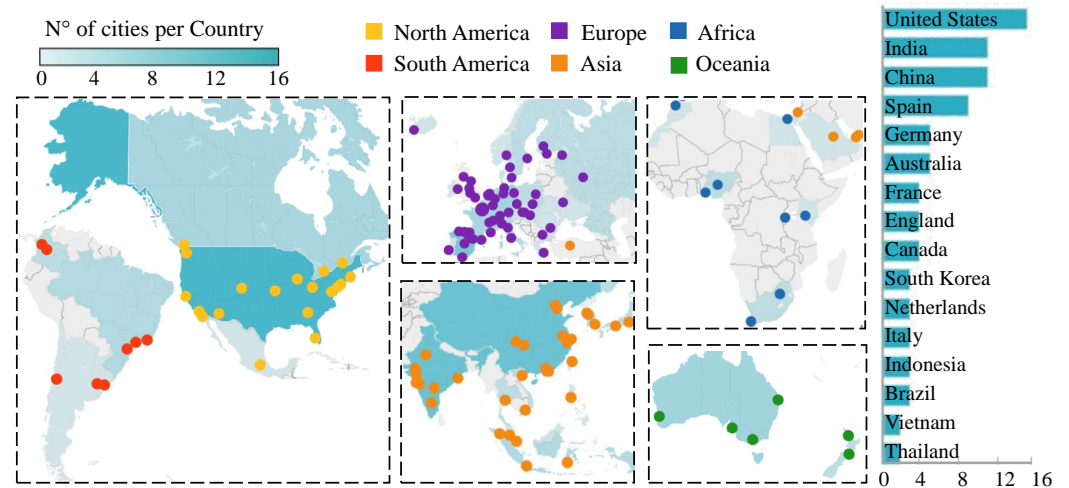 N° of cities per Country
0 4 8 12 16
North America
South America
Europe
Asia
Africa
Oceania
United States
India
China
Spain
Germany
Australia
France
England
Canada
South Korea
Netherlands
Italy
Indonesia
Brazil
Vietnam
Thailand
0 4 8 12 16